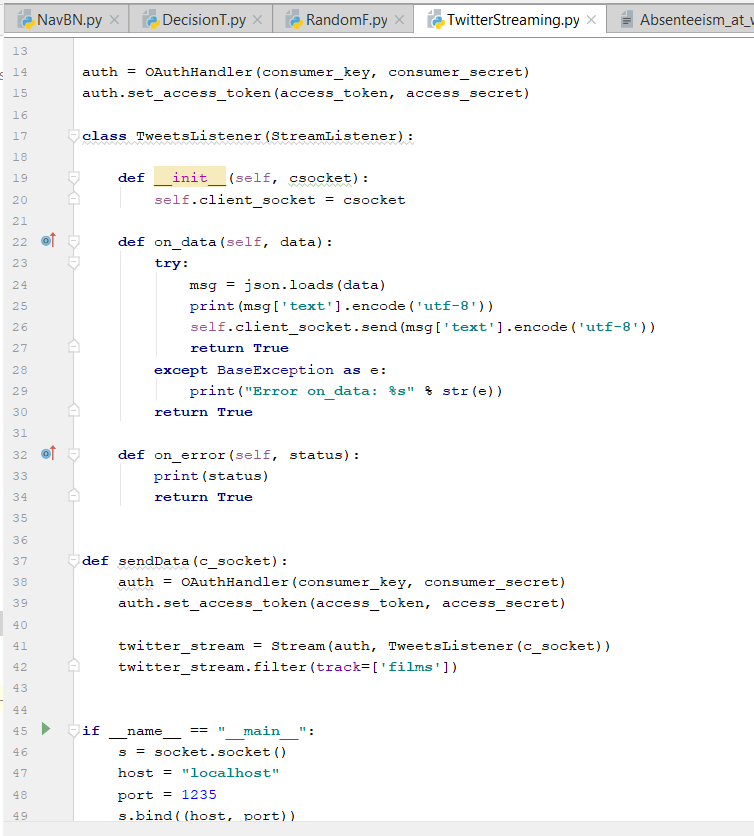 NavBN.py × DecisionT.py × RandomF.py × TwitterStreaming.py × Absenteeism_at_w
13
14 auth = OAuthHandler(consumer_key, consumer_secret)
15 auth.set_access_token(access_token, access_secret)
16
17 class TweetsListener(StreamListener):
18
19     def __init__(self, csocket):
20         self.client_socket = csocket
21
22     def on_data(self, data):
23         try:
24             msg = json.loads(data)
25             print(msg['text'].encode('utf-8'))
26             self.client_socket.send(msg['text'].encode('utf-8'))
27             return True
28         except BaseException as e:
29             print("Error on_data: %s" % str(e))
30         return True
31
32     def on_error(self, status):
33         print(status)
34         return True
35
36
37 def sendData(c_socket):
38     auth = OAuthHandler(consumer_key, consumer_secret)
39     auth.set_access_token(access_token, access_secret)
40
41     twitter_stream = Stream(auth, TweetsListener(c_socket))
42     twitter_stream.filter(track=['films'])
43
44
45 if __name__ == "__main__":
46     s = socket.socket()
47     host = "localhost"
48     port = 1235
49     s.bind((host, port))